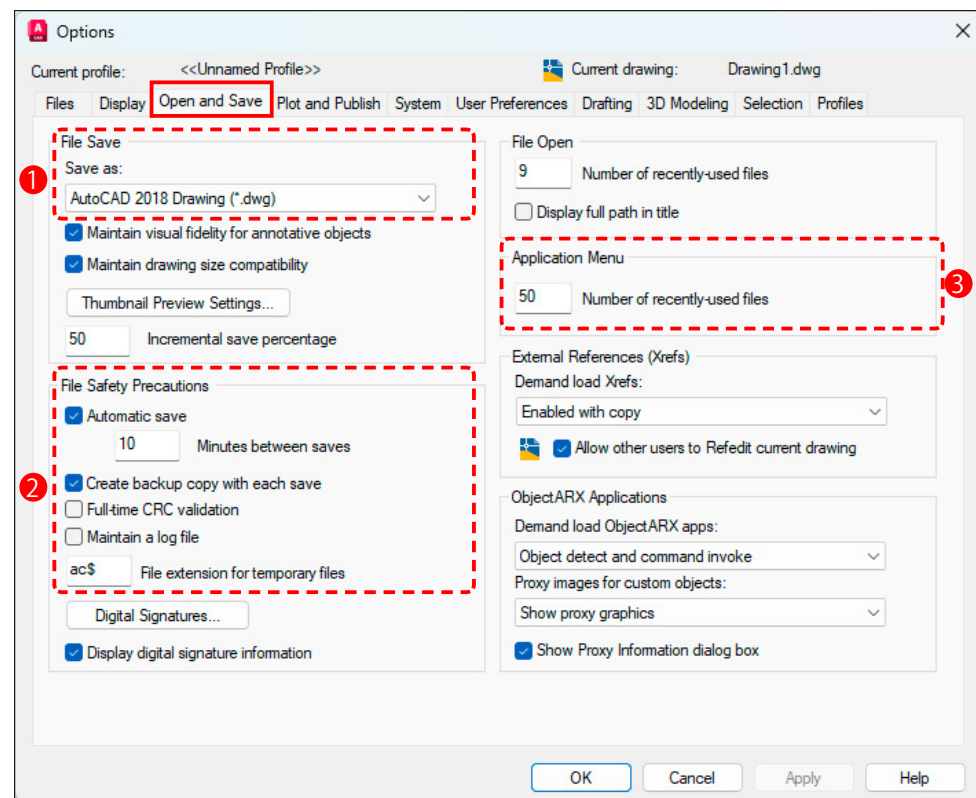 Options
Current profile: <<Unnamed Profile>> Current drawing: Drawing1.dwg
Files Display Open and Save Plot and Publish System User Preferences Drafting 3D Modeling Selection Profiles
1
File Save
Save as:
AutoCAD 2018 Drawing (*.dwg)
Maintain visual fidelity for annotative objects
Maintain drawing size compatibility
Thumbnail Preview Settings...
50 Incremental save percentage
2
File Safety Precautions
Automatic save
10 Minutes between saves
Create backup copy with each save
Full-time CRC validation
Maintain a log file
ac$ File extension for temporary files
Digital Signatures...
Display digital signature information
File Open
9 Number of recently-used files
Display full path in title
3
Application Menu
50 Number of recently-used files
External References (Xrefs)
Demand load Xrefs:
Enabled with copy
Allow other users to Refedit current drawing
ObjectARX Applications
Demand load ObjectARX apps:
Object detect and command invoke
Proxy images for custom objects:
Show proxy graphics
Show Proxy Information dialog box
OK Cancel Apply Help